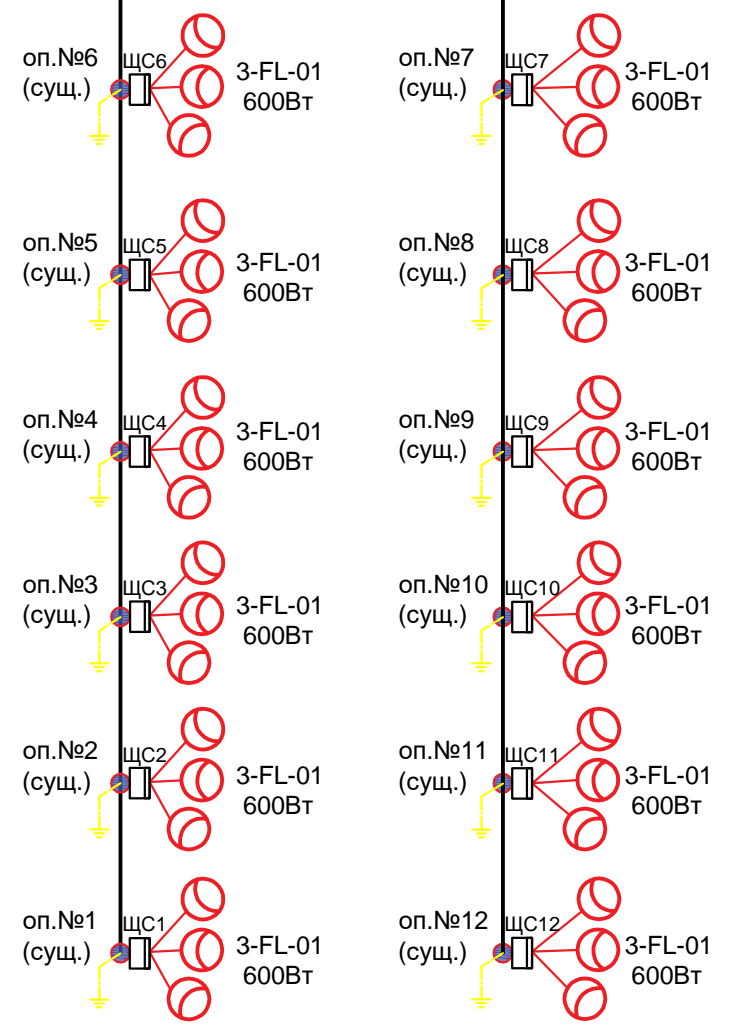 оп.№6
(сущ.)
ЩС6
3-FL-01
600Вт
оп.№7
(сущ.)
ЩС7
3-FL-01
600Вт
оп.№5
(сущ.)
ЩС5
3-FL-01
600Вт
оп.№8
(сущ.)
ЩС8
3-FL-01
600Вт
оп.№4
(сущ.)
ЩС4
3-FL-01
600Вт
оп.№9
(сущ.)
ЩС9
3-FL-01
600Вт
оп.№3
(сущ.)
ЩС3
3-FL-01
600Вт
оп.№10
(сущ.)
ЩС10
3-FL-01
600Вт
оп.№2
(сущ.)
ЩС2
3-FL-01
600Вт
оп.№11
(сущ.)
ЩС11
3-FL-01
600Вт
оп.№1
(сущ.)
ЩС1
3-FL-01
600Вт
оп.№12
(сущ.)
ЩС12
3-FL-01
600Вт